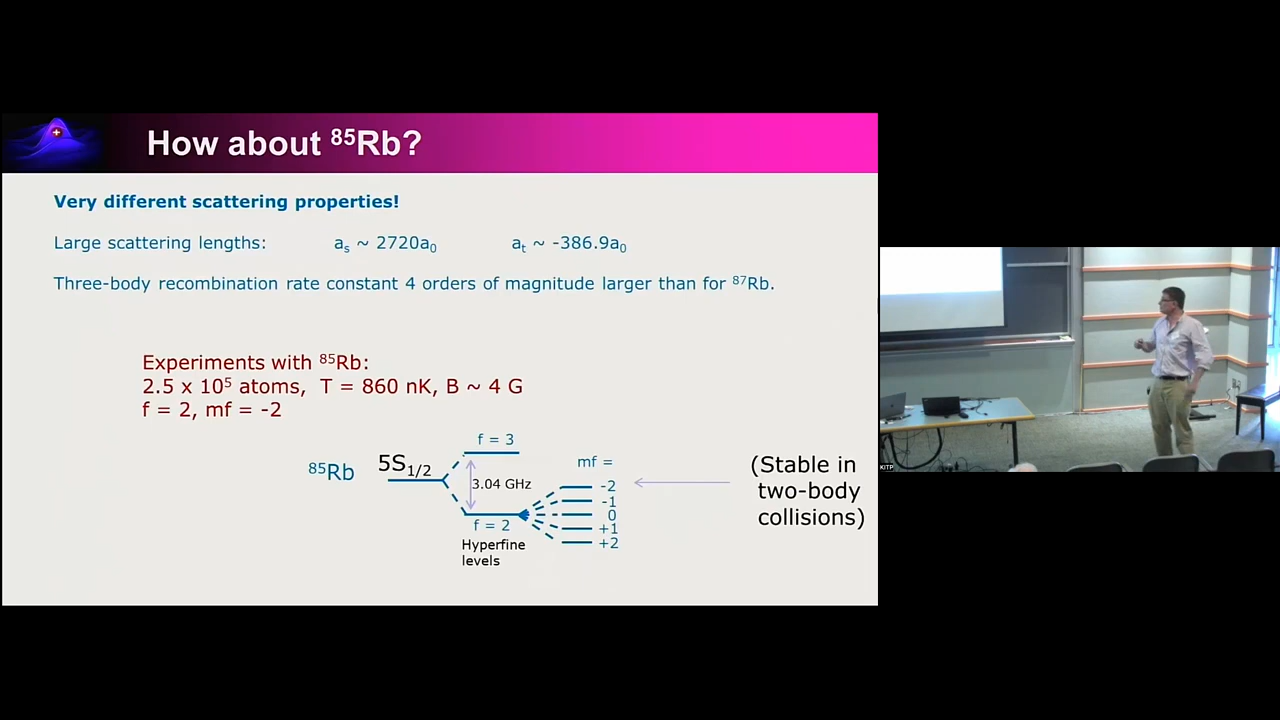 How about ⁸⁵Rb?
Very different scattering properties!
Large scattering lengths: aₛ ~ 2720a₀ aₜ ~ -386.9a₀
Three-body recombination rate constant 4 orders of magnitude larger than for ⁸⁷Rb.
Experiments with ⁸⁵Rb:
2.5 x 10⁵ atoms, T = 860 nK, B ~ 4 G
f = 2, mf = -2
f = 3
⁸⁵Rb 5S₁/₂
3.04 GHz
f = 2
Hyperfine
levels
mf =
-2
-1
0
+1
+2
(Stable in
two-body
collisions)
KITP